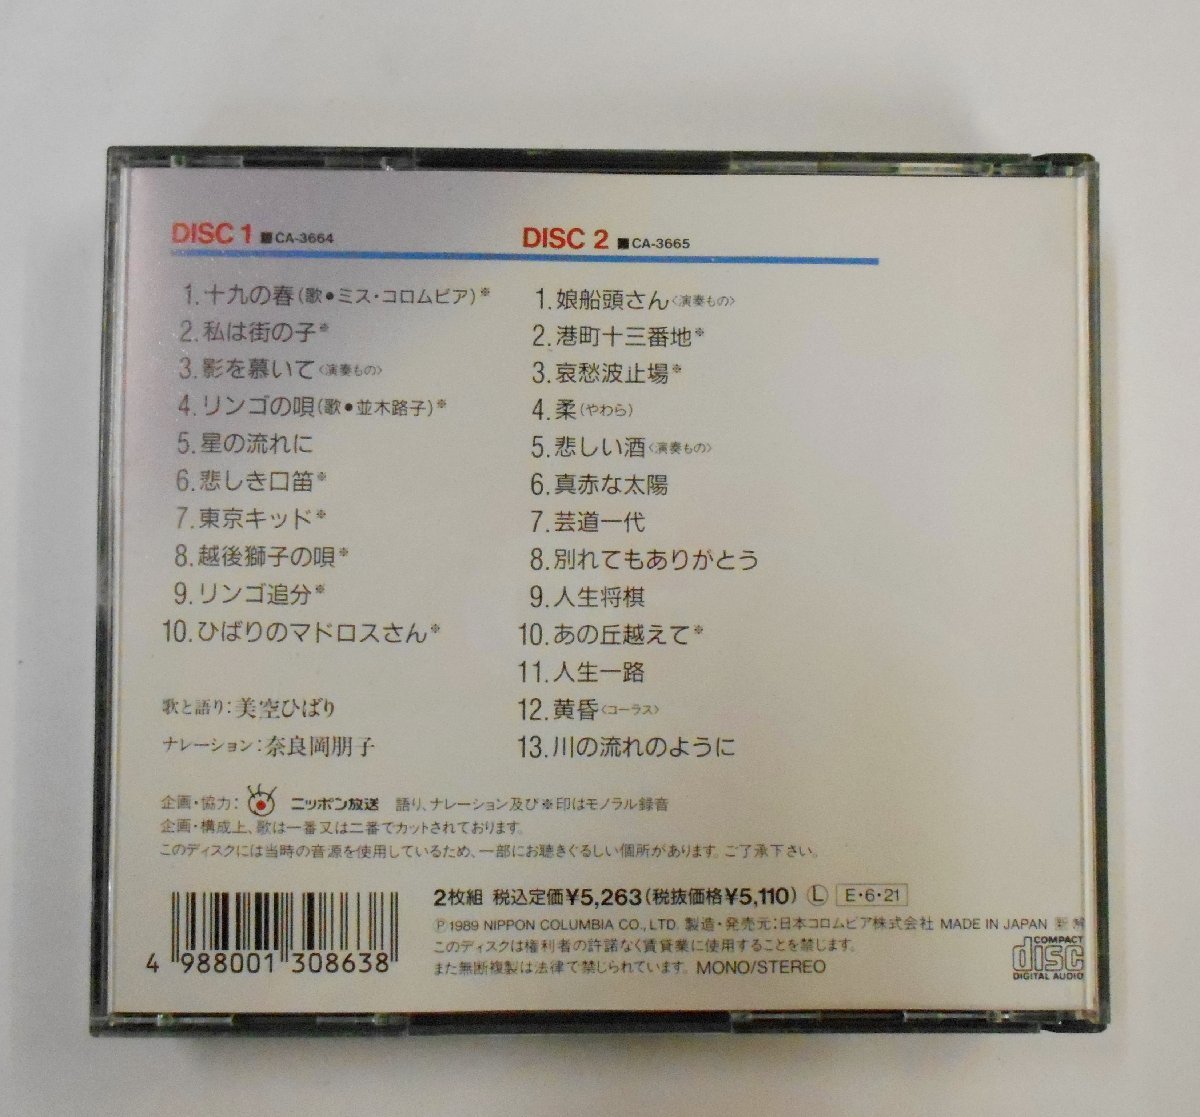 DISC 1 ■CA-3664
1.十九の春(歌●ミス・コロムビア)※
2.私は街の子※
3.影を慕いて〈演奏もの〉
4.リンゴの唄(歌●並木路子)※
5.星の流れに
6.悲しき口笛※
7.東京キッド※
8.越後獅子の唄※
9.リンゴ追分※
10.ひばりのマドロスさん※
歌と語り:美空ひばり
ナレーション:奈良岡朋子
DISC 2 ■CA-3665
1.娘船頭さん〈演奏もの〉
2.港町十三番地※
3.哀愁波止場※
4.柔(やわら)
5.悲しい酒〈演奏もの〉
6.真赤な太陽
7.芸道一代
8.別れてもありがとう
9.人生将棋
10.あの丘越えて※
11.人生一路
12.黄昏〈コーラス〉
13.川の流れのように
企画・協力: ニッポン放送 語り、ナレーション及び※印はモノラル録音
企画・構成上、歌は一番又は二番でカットされております。
このディスクには当時の音源を使用しているため、一部にお聴きぐるしい個所があります。ご了承下さい。
4 988001 308638
2枚組 税込定価¥5,263(税抜価格¥5,110) Ⓛ E・6・21
Ⓟ1989 NIPPON COLUMBIA CO., LTD. 製造・発売元:日本コロムビア株式会社 MADE IN JAPAN 新
このディスクは権利者の許諾なく賃貸業に使用することを禁じます。
また無断複製は法律で禁じられています。 MONO/STEREO
COMPACT
disc
DIGITAL AUDIO